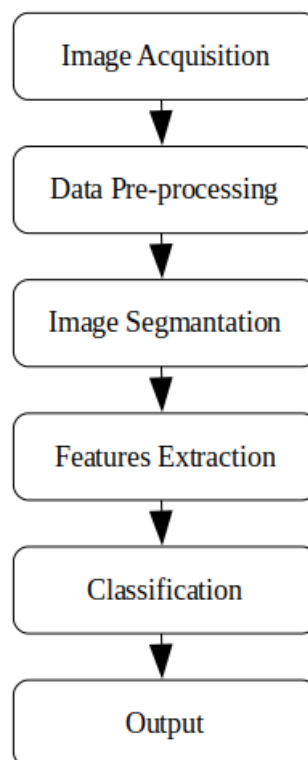 Image Acquisition
Data Pre-processing
Image Segmantation
Features Extraction
Classification
Output